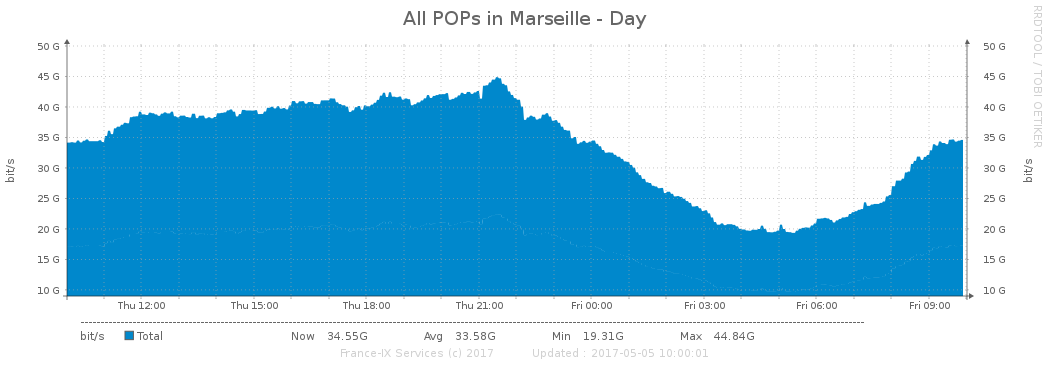 All POPs in Marseille - Day
RRDTOOL / TOBI OETIKER
50 G 50 G
45 G 45 G
40 G 40 G
35 G 35 G
30 G 30 G
25 G 25 G
20 G 20 G
15 G 15 G
10 G 10 G
bit/s
bit/s
Thu 12:00 Thu 15:00 Thu 18:00 Thu 21:00 Fri 00:00 Fri 03:00 Fri 06:00 Fri 09:00
bit/s Total Now 34.55G Avg 33.58G Min 19.31G Max 44.84G
France-IX Services (c) 2017 Updated : 2017-05-05 10:00:01